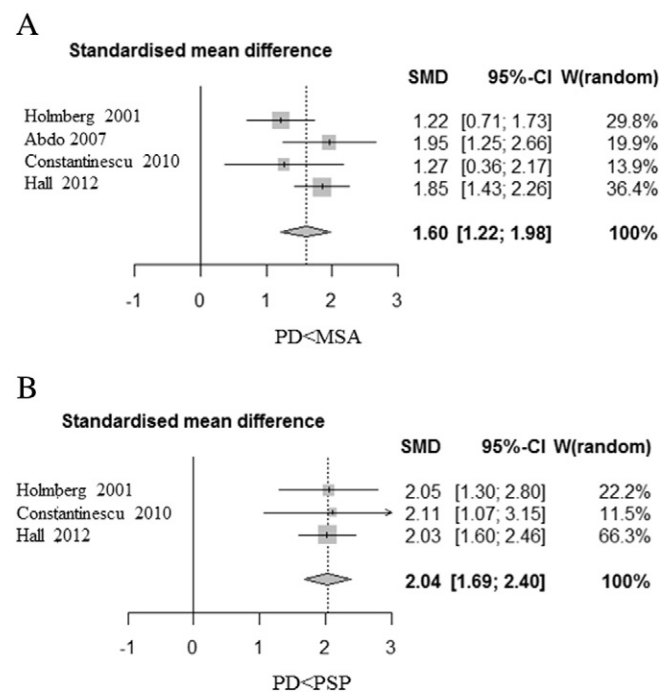 A
Standardised mean difference
SMD 95%-CI W(random)
Holmberg 2001 1.22 [0.71; 1.73] 29.8%
Abdo 2007 1.95 [1.25; 2.66] 19.9%
Constantinescu 2010 1.27 [0.36; 2.17] 13.9%
Hall 2012 1.85 [1.43; 2.26] 36.4%
1.60 [1.22; 1.98] 100%
-1 0 1 2 3
PD<MSA
B
Standardised mean difference
SMD 95%-CI W(random)
Holmberg 2001 2.05 [1.30; 2.80] 22.2%
Constantinescu 2010 2.11 [1.07; 3.15] 11.5%
Hall 2012 2.03 [1.60; 2.46] 66.3%
2.04 [1.69; 2.40] 100%
-1 0 1 2 3
PD<PSP